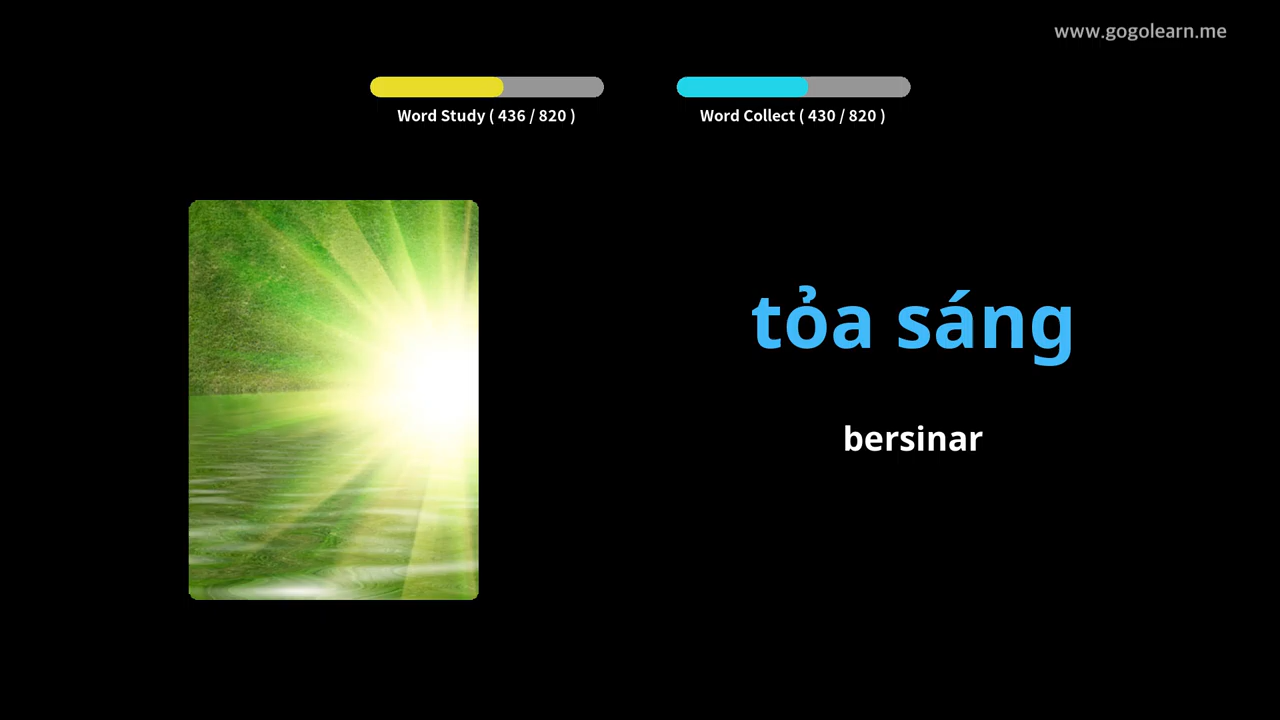 www.gogolearn.me
Word Study ( 436 / 820 )
Word Collect ( 430 / 820 )
tỏa sáng
bersinar